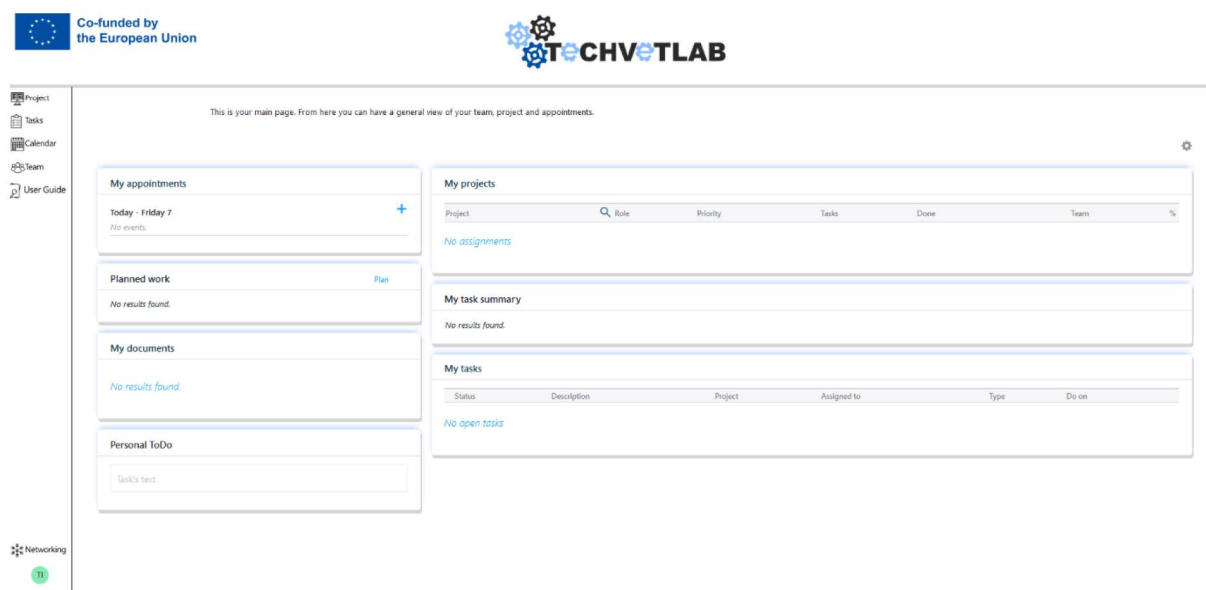 Co-funded by
the European Union
TECHVETLAB
Project
Tasks
Calendar
Team
User Guide
This is your main page. From here you can have a general view of your team, project and appointments.
My appointments
Today - Friday 7
+
No events.
Planned work
Plan
No results found.
My documents
No results found.
Personal ToDo
Task's text
My projects
Project Role Priority Tasks Done Team %
No assignments
My task summary
No results found.
My tasks
Status Description Project Assigned to Type Do on
No open tasks
Networking
TI